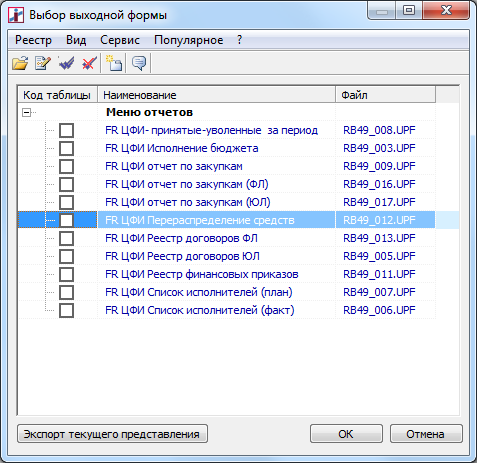 Выбор выходной формы
Реестр Вид Сервис Популярное ?
Код таблицы Наименование Файл
Меню отчетов
FR ЦФИ- принятые-уволенные за период RB49_008.UPF
FR ЦФИ Исполнение бюджета RB49_003.UPF
FR ЦФИ отчет по закупкам RB49_009.UPF
FR ЦФИ отчет по закупкам (ФЛ) RB49_016.UPF
FR ЦФИ отчет по закупкам (ЮЛ) RB49_017.UPF
FR ЦФИ Перераспределение средств RB49_012.UPF
FR ЦФИ Реестр договоров ФЛ RB49_013.UPF
FR ЦФИ Реестр договоров ЮЛ RB49_005.UPF
FR ЦФИ Реестр финансовых приказов RB49_011.UPF
FR ЦФИ Список исполнителей (план) RB49_007.UPF
FR ЦФИ Список исполнителей (факт) RB49_006.UPF
Экспорт текущего представления OK Отмена